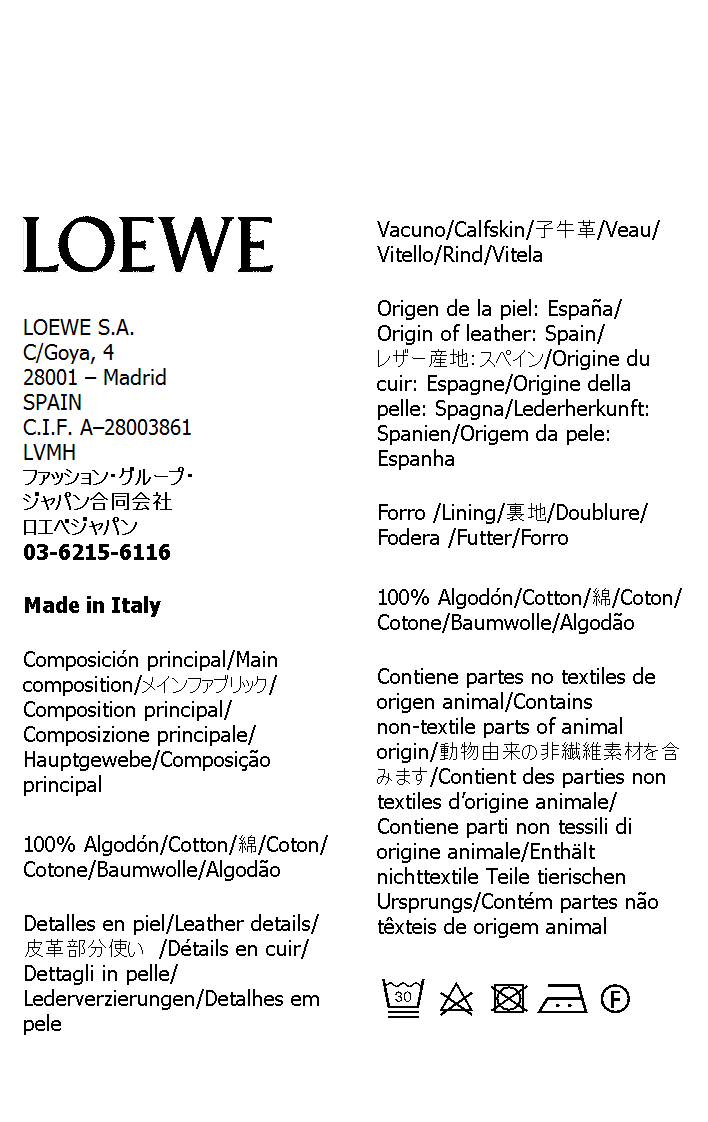 LOEWE
LOEWE S.A.
C/Goya, 4
28001 – Madrid
SPAIN
C.I.F. A–28003861
LVMH
ファッション・グループ・
ジャパン合同会社
ロエベジャパン
03-6215-6116
Made in Italy
Composición principal/Main
composition/メインファブリック/
Composition principal/
Composizione principale/
Hauptgewebe/Composição
principal
100% Algodón/Cotton/綿/Coton/
Cotone/Baumwolle/Algodão
Detalles en piel/Leather details/
皮革部分使い /Détails en cuir/
Dettagli in pelle/
Lederverzierungen/Detalhes em
pele
Vacuno/Calfskin/子牛革/Veau/
Vitello/Rind/Vitela
Origen de la piel: España/
Origin of leather: Spain/
レザー産地：スペイン/Origine du
cuir: Espagne/Origine della
pelle: Spagna/Lederherkunft:
Spanien/Origem da pele:
Espanha
Forro /Lining/裏地/Doublure/
Fodera /Futter/Forro
100% Algodón/Cotton/綿/Coton/
Cotone/Baumwolle/Algodão
Contiene partes no textiles de
origen animal/Contains
non-textile parts of animal
origin/動物由来の非繊維素材を含
みます/Contient des parties non
textiles d’origine animale/
Contiene parti non tessili di
origine animale/Enthält
nichttextile Teile tierischen
Ursprungs/Contém partes não
têxteis de origem animal
30
F